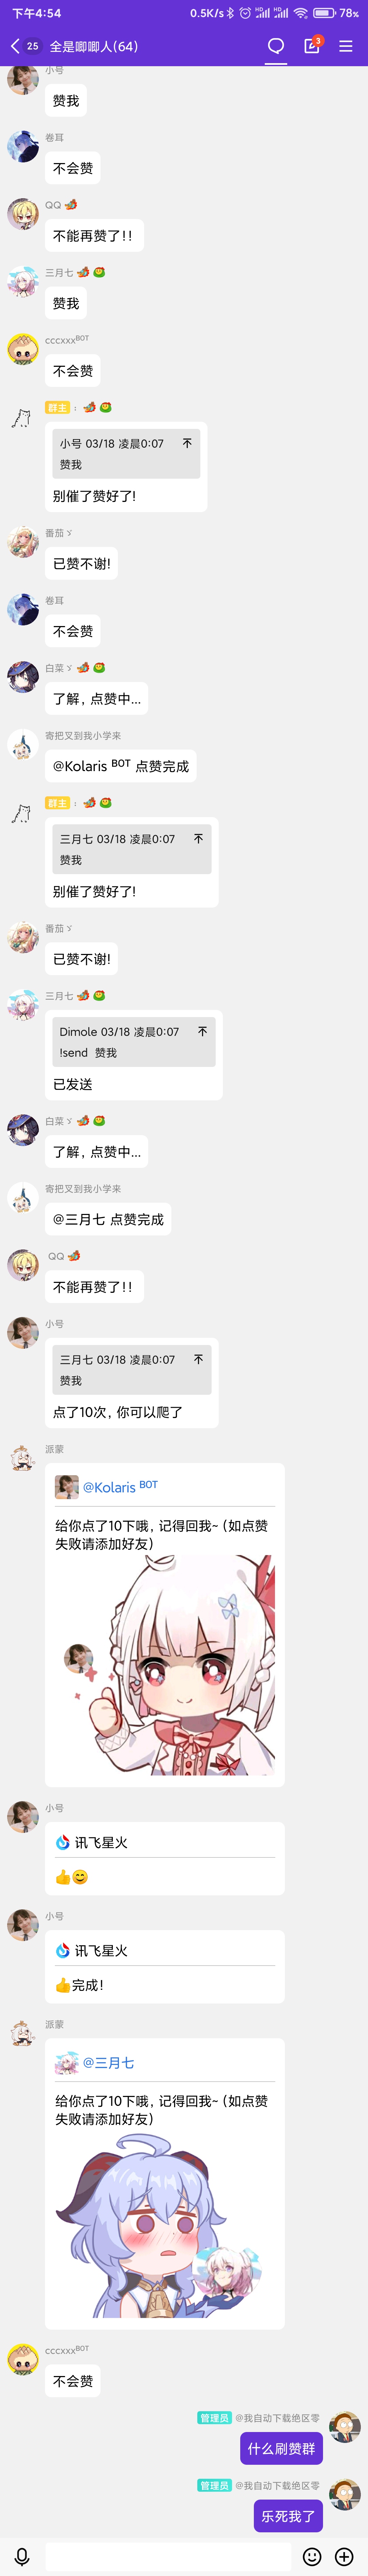 下午4:54
0.5K/s
78%
25 全是唧唧人(64)
3
小号
赞我
卷耳
不会赞
QQ
不能再赞了!!
三月七
赞我
cccxxxBOT
不会赞
群主 :
小号 03/18 凌晨0:07
赞我
别催了赞好了!
番茄ゞ
已赞不谢!
卷耳
不会赞
白菜ゞ
了解, 点赞中...
寄把叉到我小学来
@Kolaris BOT 点赞完成
群主 :
三月七 03/18 凌晨0:07
赞我
别催了赞好了!
番茄ゞ
已赞不谢!
三月七
Dimole 03/18 凌晨0:07
!send 赞我
已发送
白菜ゞ
了解, 点赞中...
寄把叉到我小学来
@三月七 点赞完成
QQ
不能再赞了!!
小号
三月七 03/18 凌晨0:07
赞我
点了10次, 你可以爬了
派蒙
@Kolaris BOT
给你点了10下哦, 记得回我~ (如点赞
失败请添加好友)
小号
讯飞星火
👍😊
小号
讯飞星火
👍完成!
派蒙
@三月七
给你点了10下哦, 记得回我~ (如点赞
失败请添加好友)
cccxxxBOT
不会赞
管理员 @我自动下载绝区零
什么刷赞群
管理员 @我自动下载绝区零
乐死我了